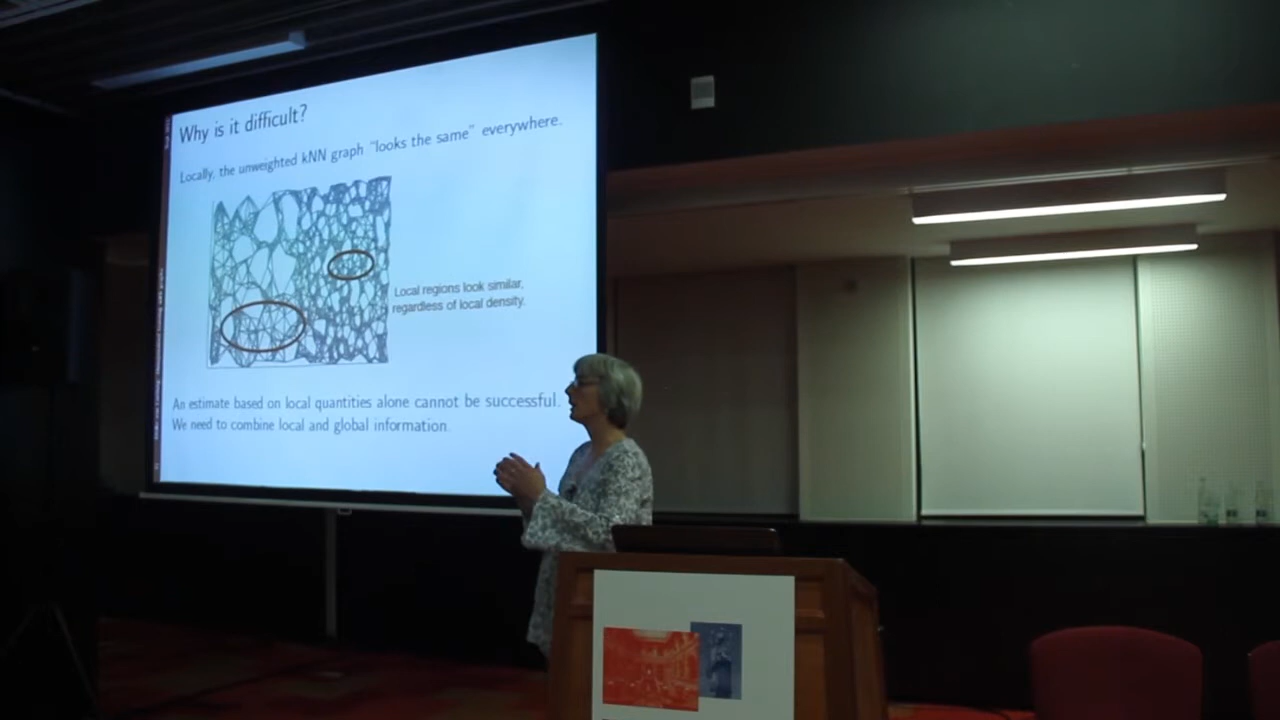 Why is it difficult?
Locally, the unweighted kNN graph "looks the same" everywhere.
Local regions look similar,
regardless of local density.
An estimate based on local quantities alone cannot be successful.
We need to combine local and global information.